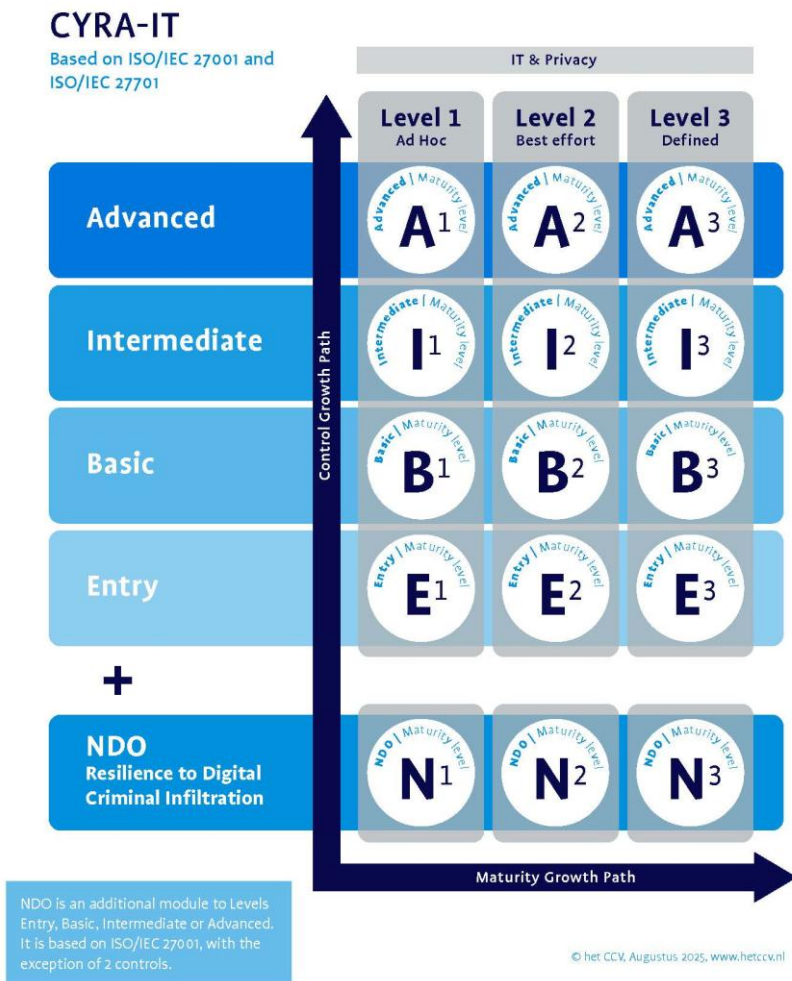 CYRA-IT
Based on ISO/IEC 27001 and
ISO/IEC 27701
IT & Privacy
Level 1
Ad Hoc
Level 2
Best effort
Level 3
Defined
Advanced
Advanced | Maturity level
A1
Advanced | Maturity level
A2
Advanced | Maturity level
A3
Intermediate
Intermediate | Maturity level
I1
Intermediate | Maturity level
I2
Intermediate | Maturity level
I3
Control Growth Path
Basic
Basic | Maturity level
B1
Basic | Maturity level
B2
Basic | Maturity level
B3
Entry
Entry | Maturity level
E1
Entry | Maturity level
E2
Entry | Maturity level
E3
+
NDO
Resilience to Digital
Criminal Infiltration
NDO | Maturity level
N1
NDO | Maturity level
N2
NDO | Maturity level
N3
Maturity Growth Path
NDO is an additional module to Levels
Entry, Basic, Intermediate or Advanced.
It is based on ISO/IEC 27001, with the
exception of 2 controls.
© het CCV, Augustus 2025, www.hetccv.nl